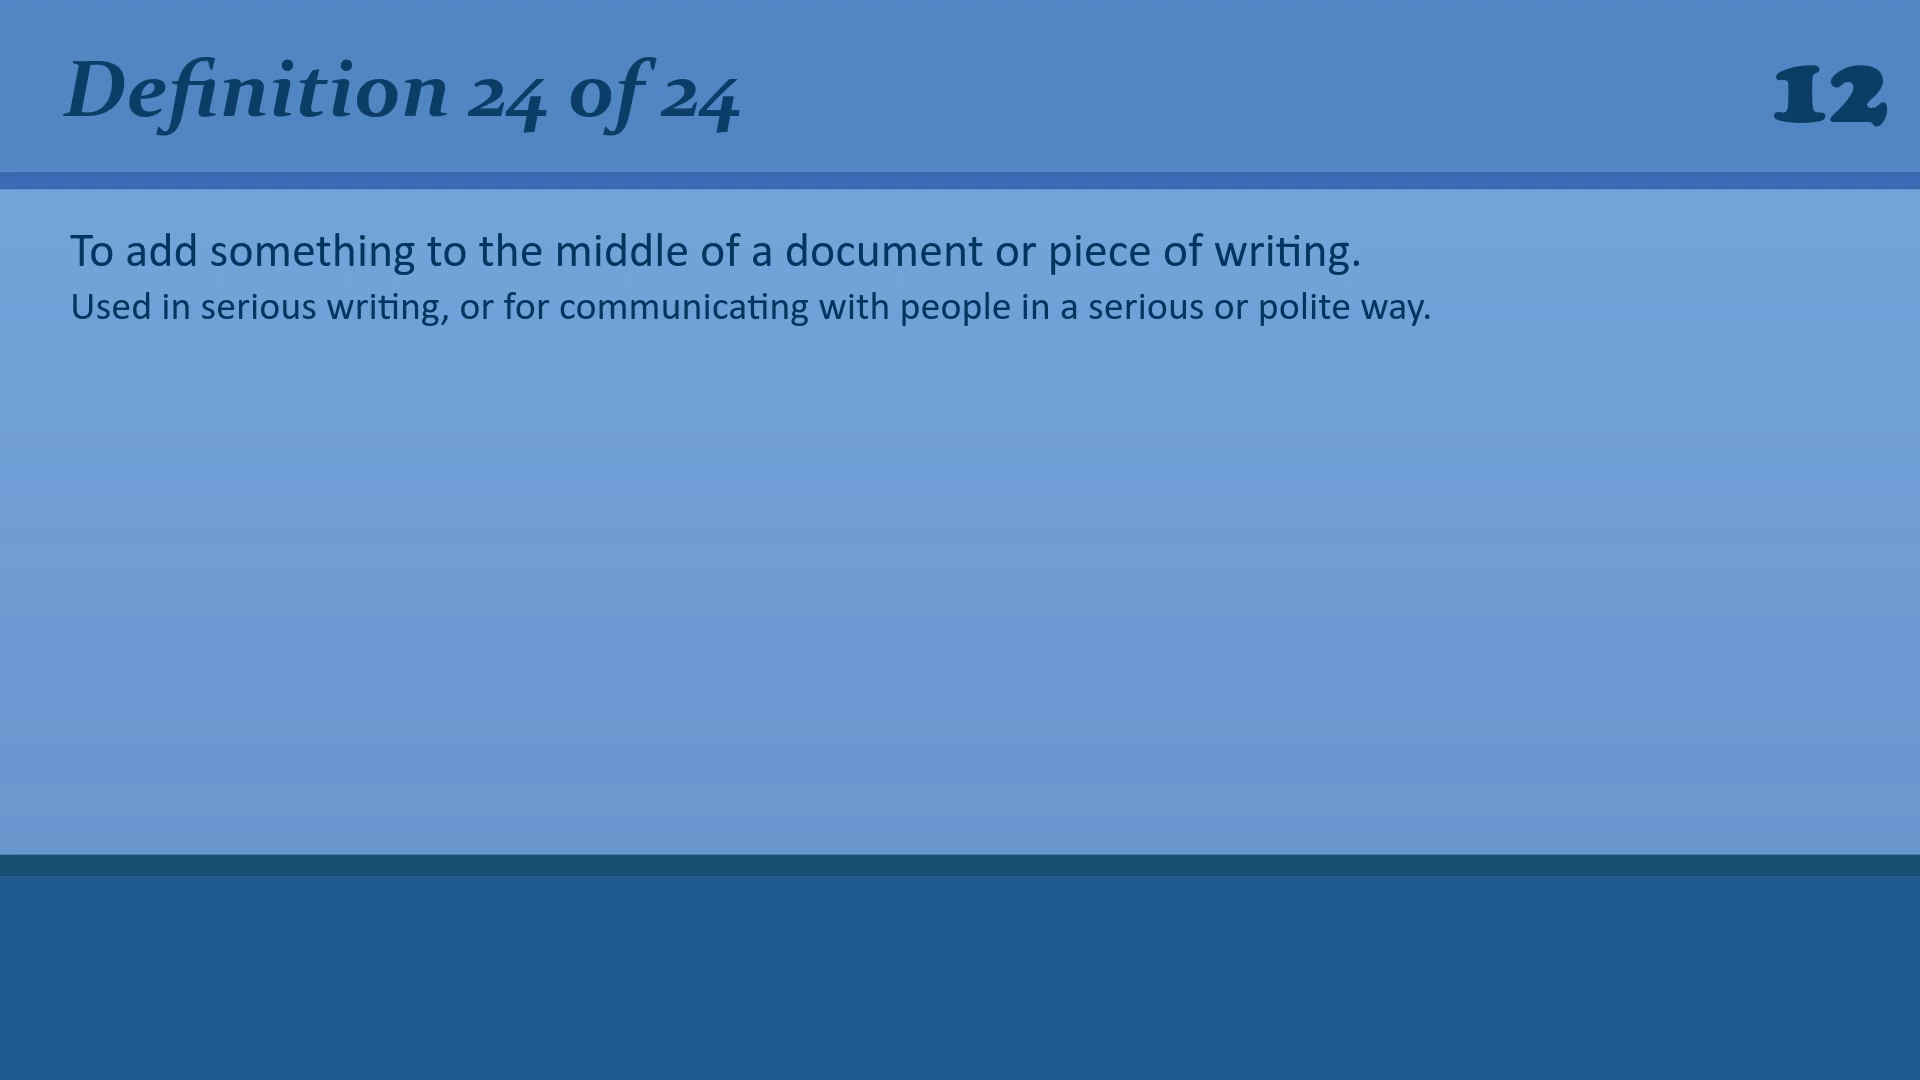 Definition 24 of 24
12
To add something to the middle of a document or piece of writing.
Used in serious writing, or for communicating with people in a serious or polite way.